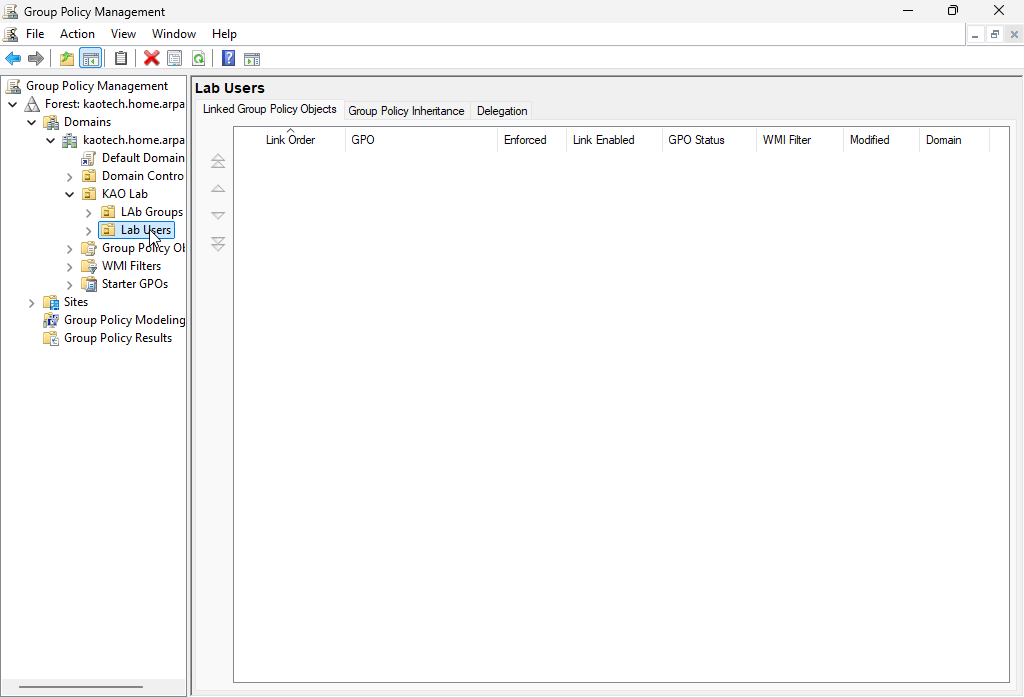 Group Policy Management
File Action View Window Help
Group Policy Management
Forest: kaotech.home.arpa
Domains
kaotech.home.arpa
Default Domain
Domain Contro
KAO Lab
LAb Groups
Lab Users
Group Policy Ob
WMI Filters
Starter GPOs
Sites
Group Policy Modeling
Group Policy Results
Lab Users
Linked Group Policy Objects Group Policy Inheritance Delegation
Link Order GPO Enforced Link Enabled GPO Status WMI Filter Modified Domain